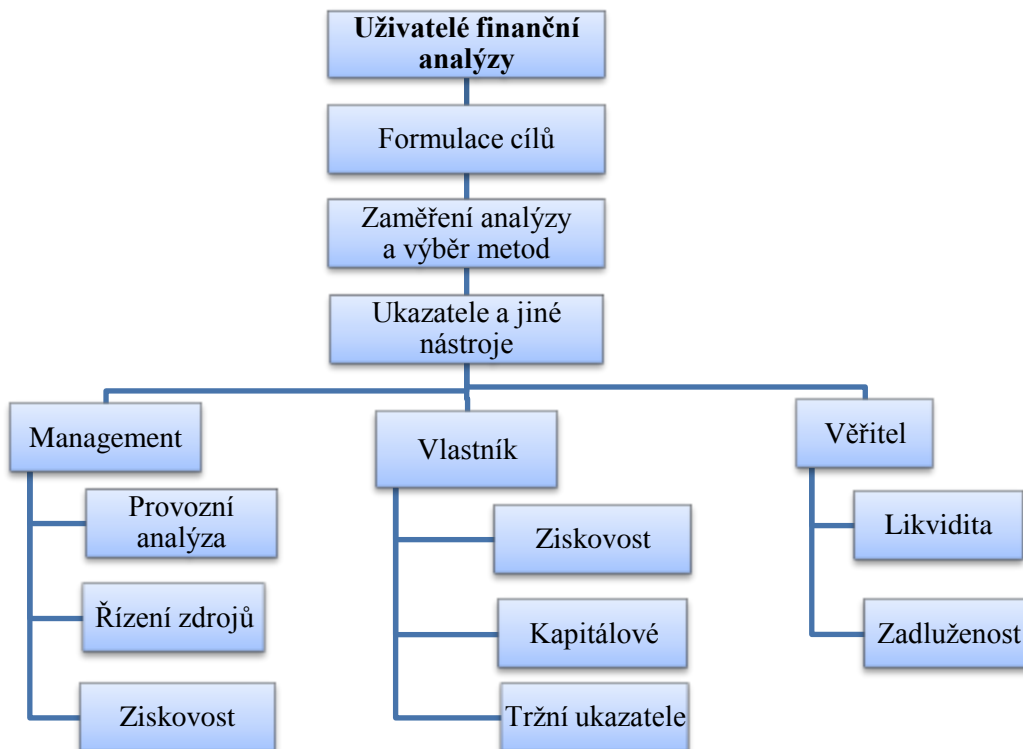 Uživatelé finanční
analýzy
Formulace cílů
Zaměření analýzy
a výběr metod
Ukazatele a jiné
nástroje
Management
Provozní
analýza
Řízení zdrojů
Ziskovost
Vlastník
Ziskovost
Kapitálové
Tržní ukazatele
Věřitel
Likvidita
Zadluženost